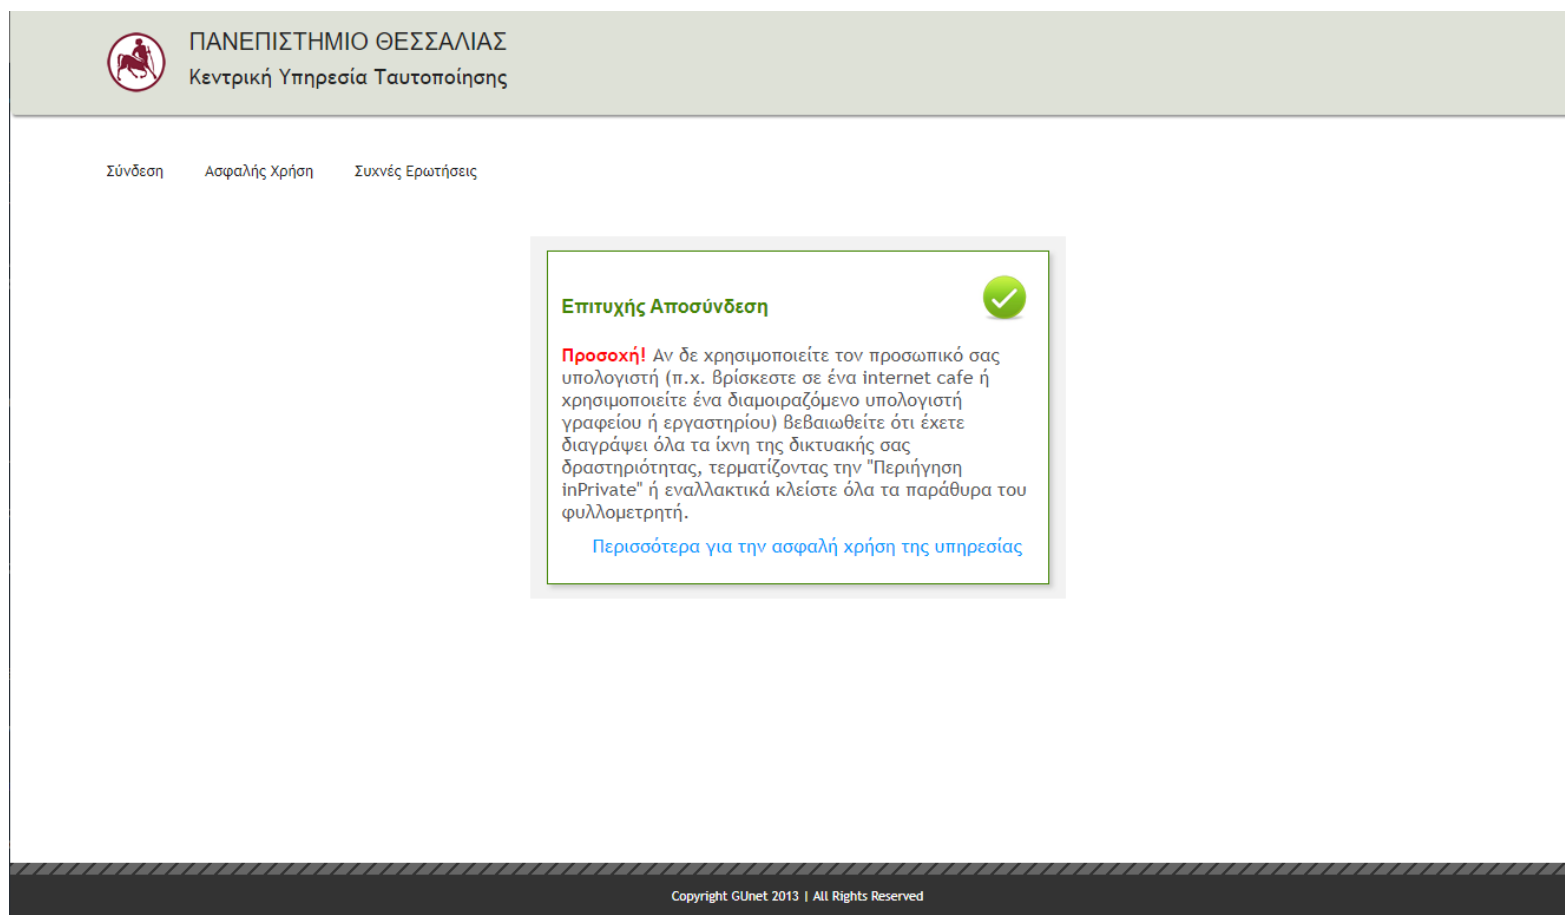 ΠΑΝΕΠΙΣΤΗΜΙΟ ΘΕΣΣΑΛΙΑΣ
Κεντρική Υπηρεσία Ταυτοποίησης
Σύνδεση Ασφαλής Χρήση Συχνές Ερωτήσεις
Επιτυχής Αποσύνδεση
Προσοχή! Αν δε χρησιμοποιείτε τον προσωπικό σας
υπολογιστή (π.χ. βρίσκεστε σε ένα internet cafe ή
χρησιμοποιείτε ένα διαμοιραζόμενο υπολογιστή
γραφείου ή εργαστηρίου) βεβαιωθείτε ότι έχετε
διαγράψει όλα τα ίχνη της δικτυακής σας
δραστηριότητας, τερματίζοντας την "Περιήγηση
inPrivate" ή εναλλακτικά κλείστε όλα τα παράθυρα του
φυλλομετρητή.
Περισσότερα για την ασφαλή χρήση της υπηρεσίας
Copyright GUnet 2013 | All Rights Reserved